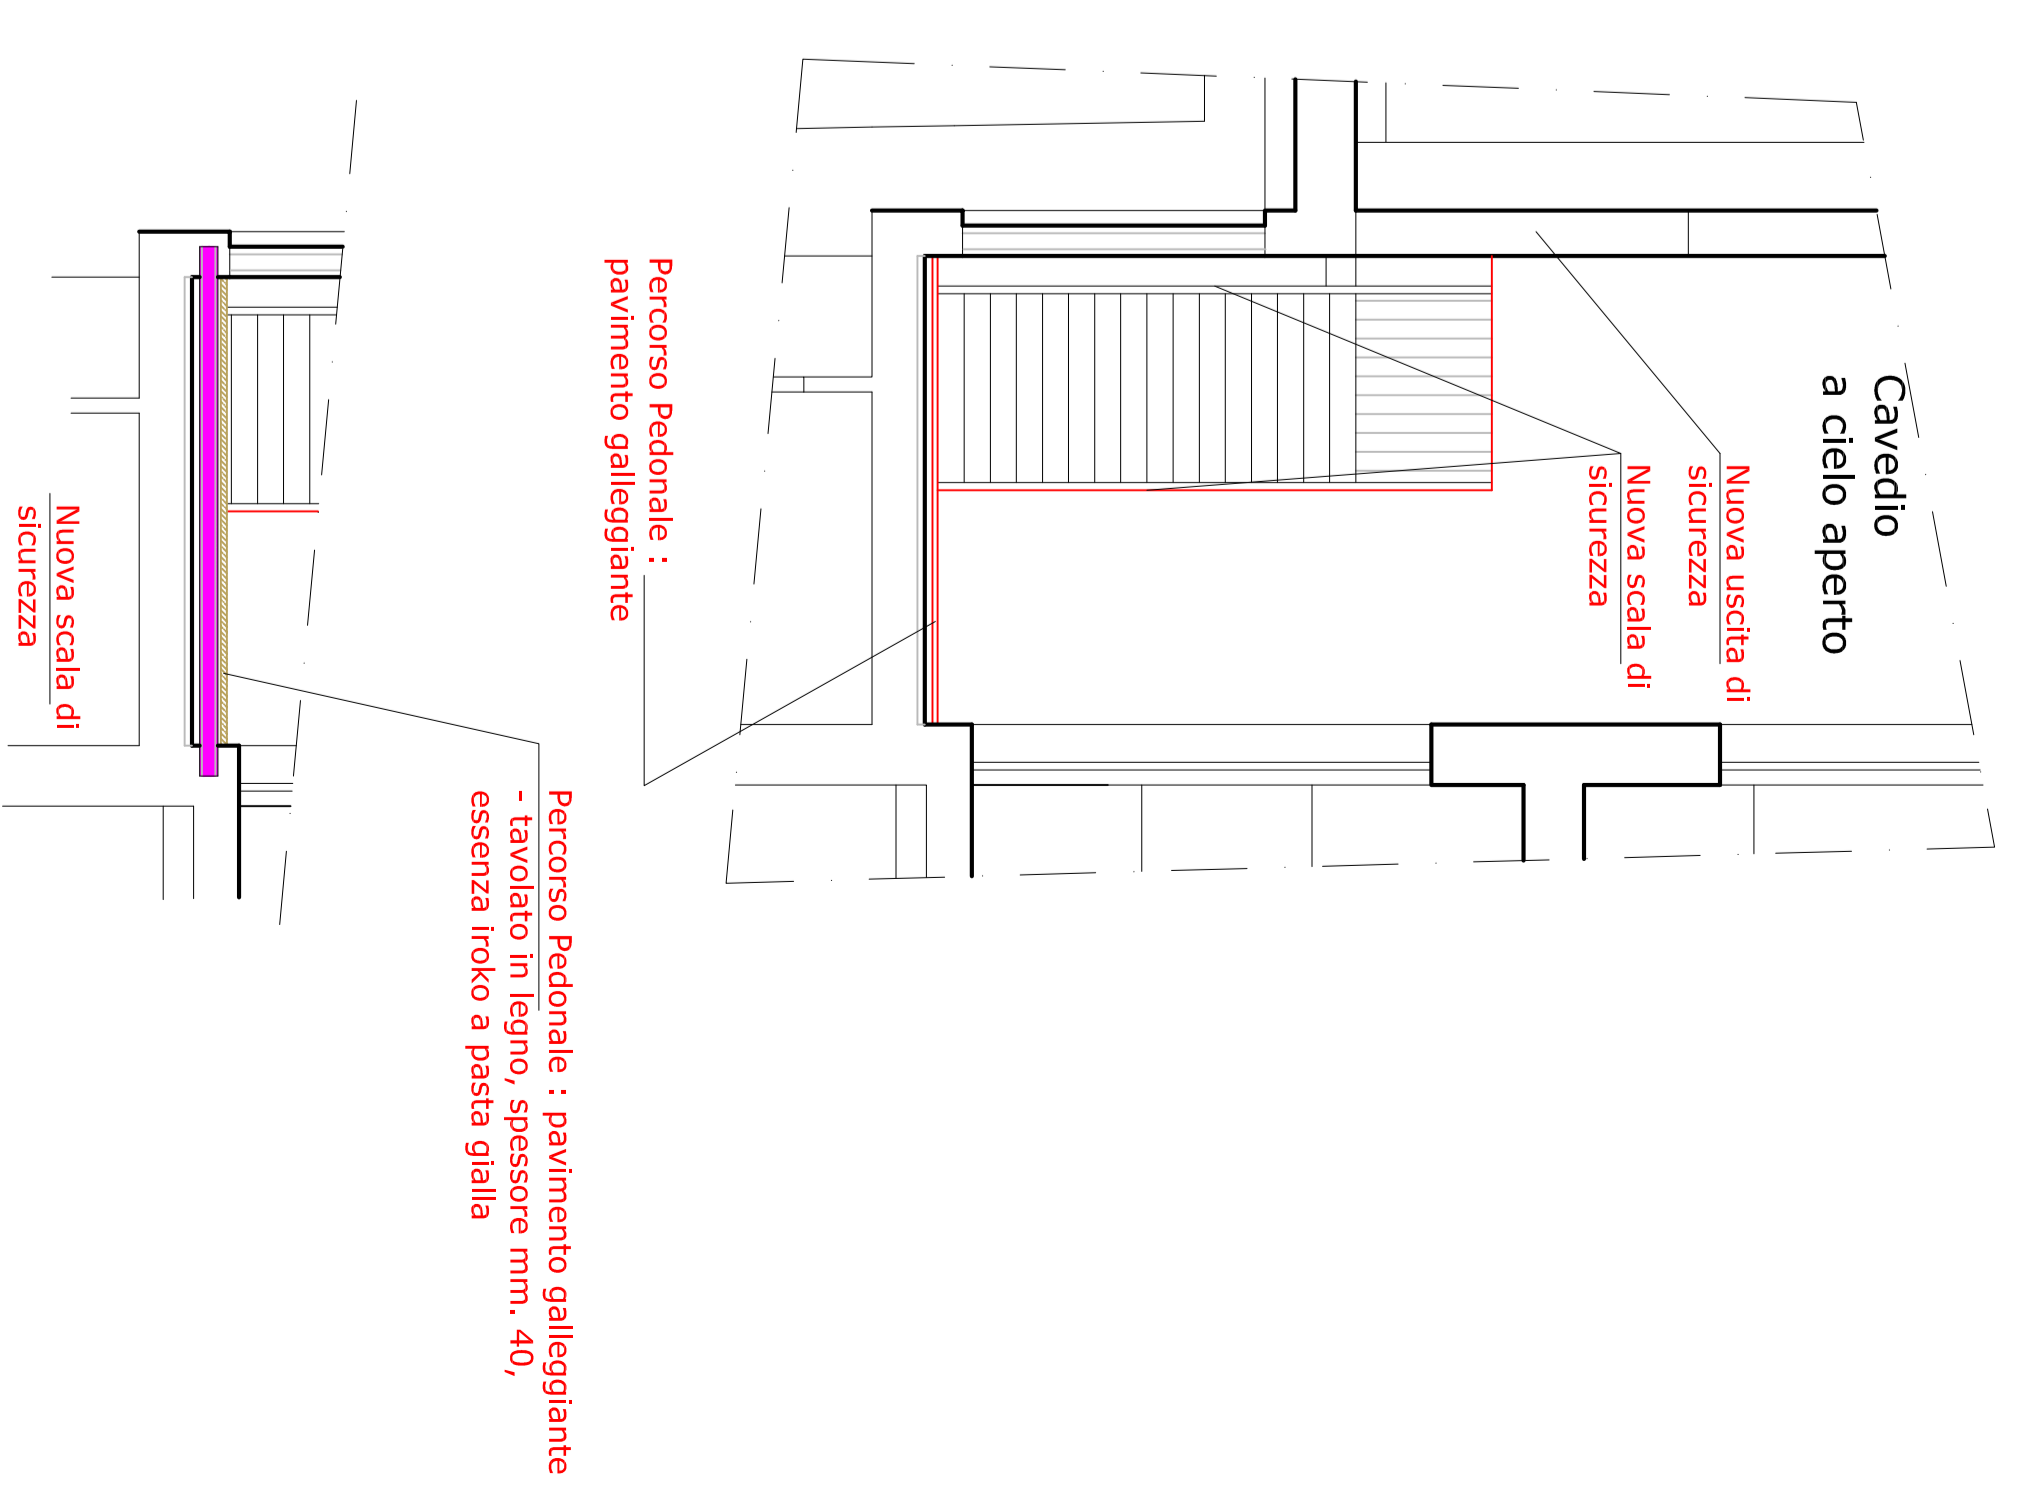 Cavedio
a cielo aperto
Nuova uscita di
sicurezza
Nuova scala di
sicurezza
Percorso Pedonale :
pavimento galleggiante
Percorso Pedonale : pavimento galleggiante
- tavolato in legno, spessore mm. 40,
essenza iroko a pasta gialla
Nuova scala di
sicurezza